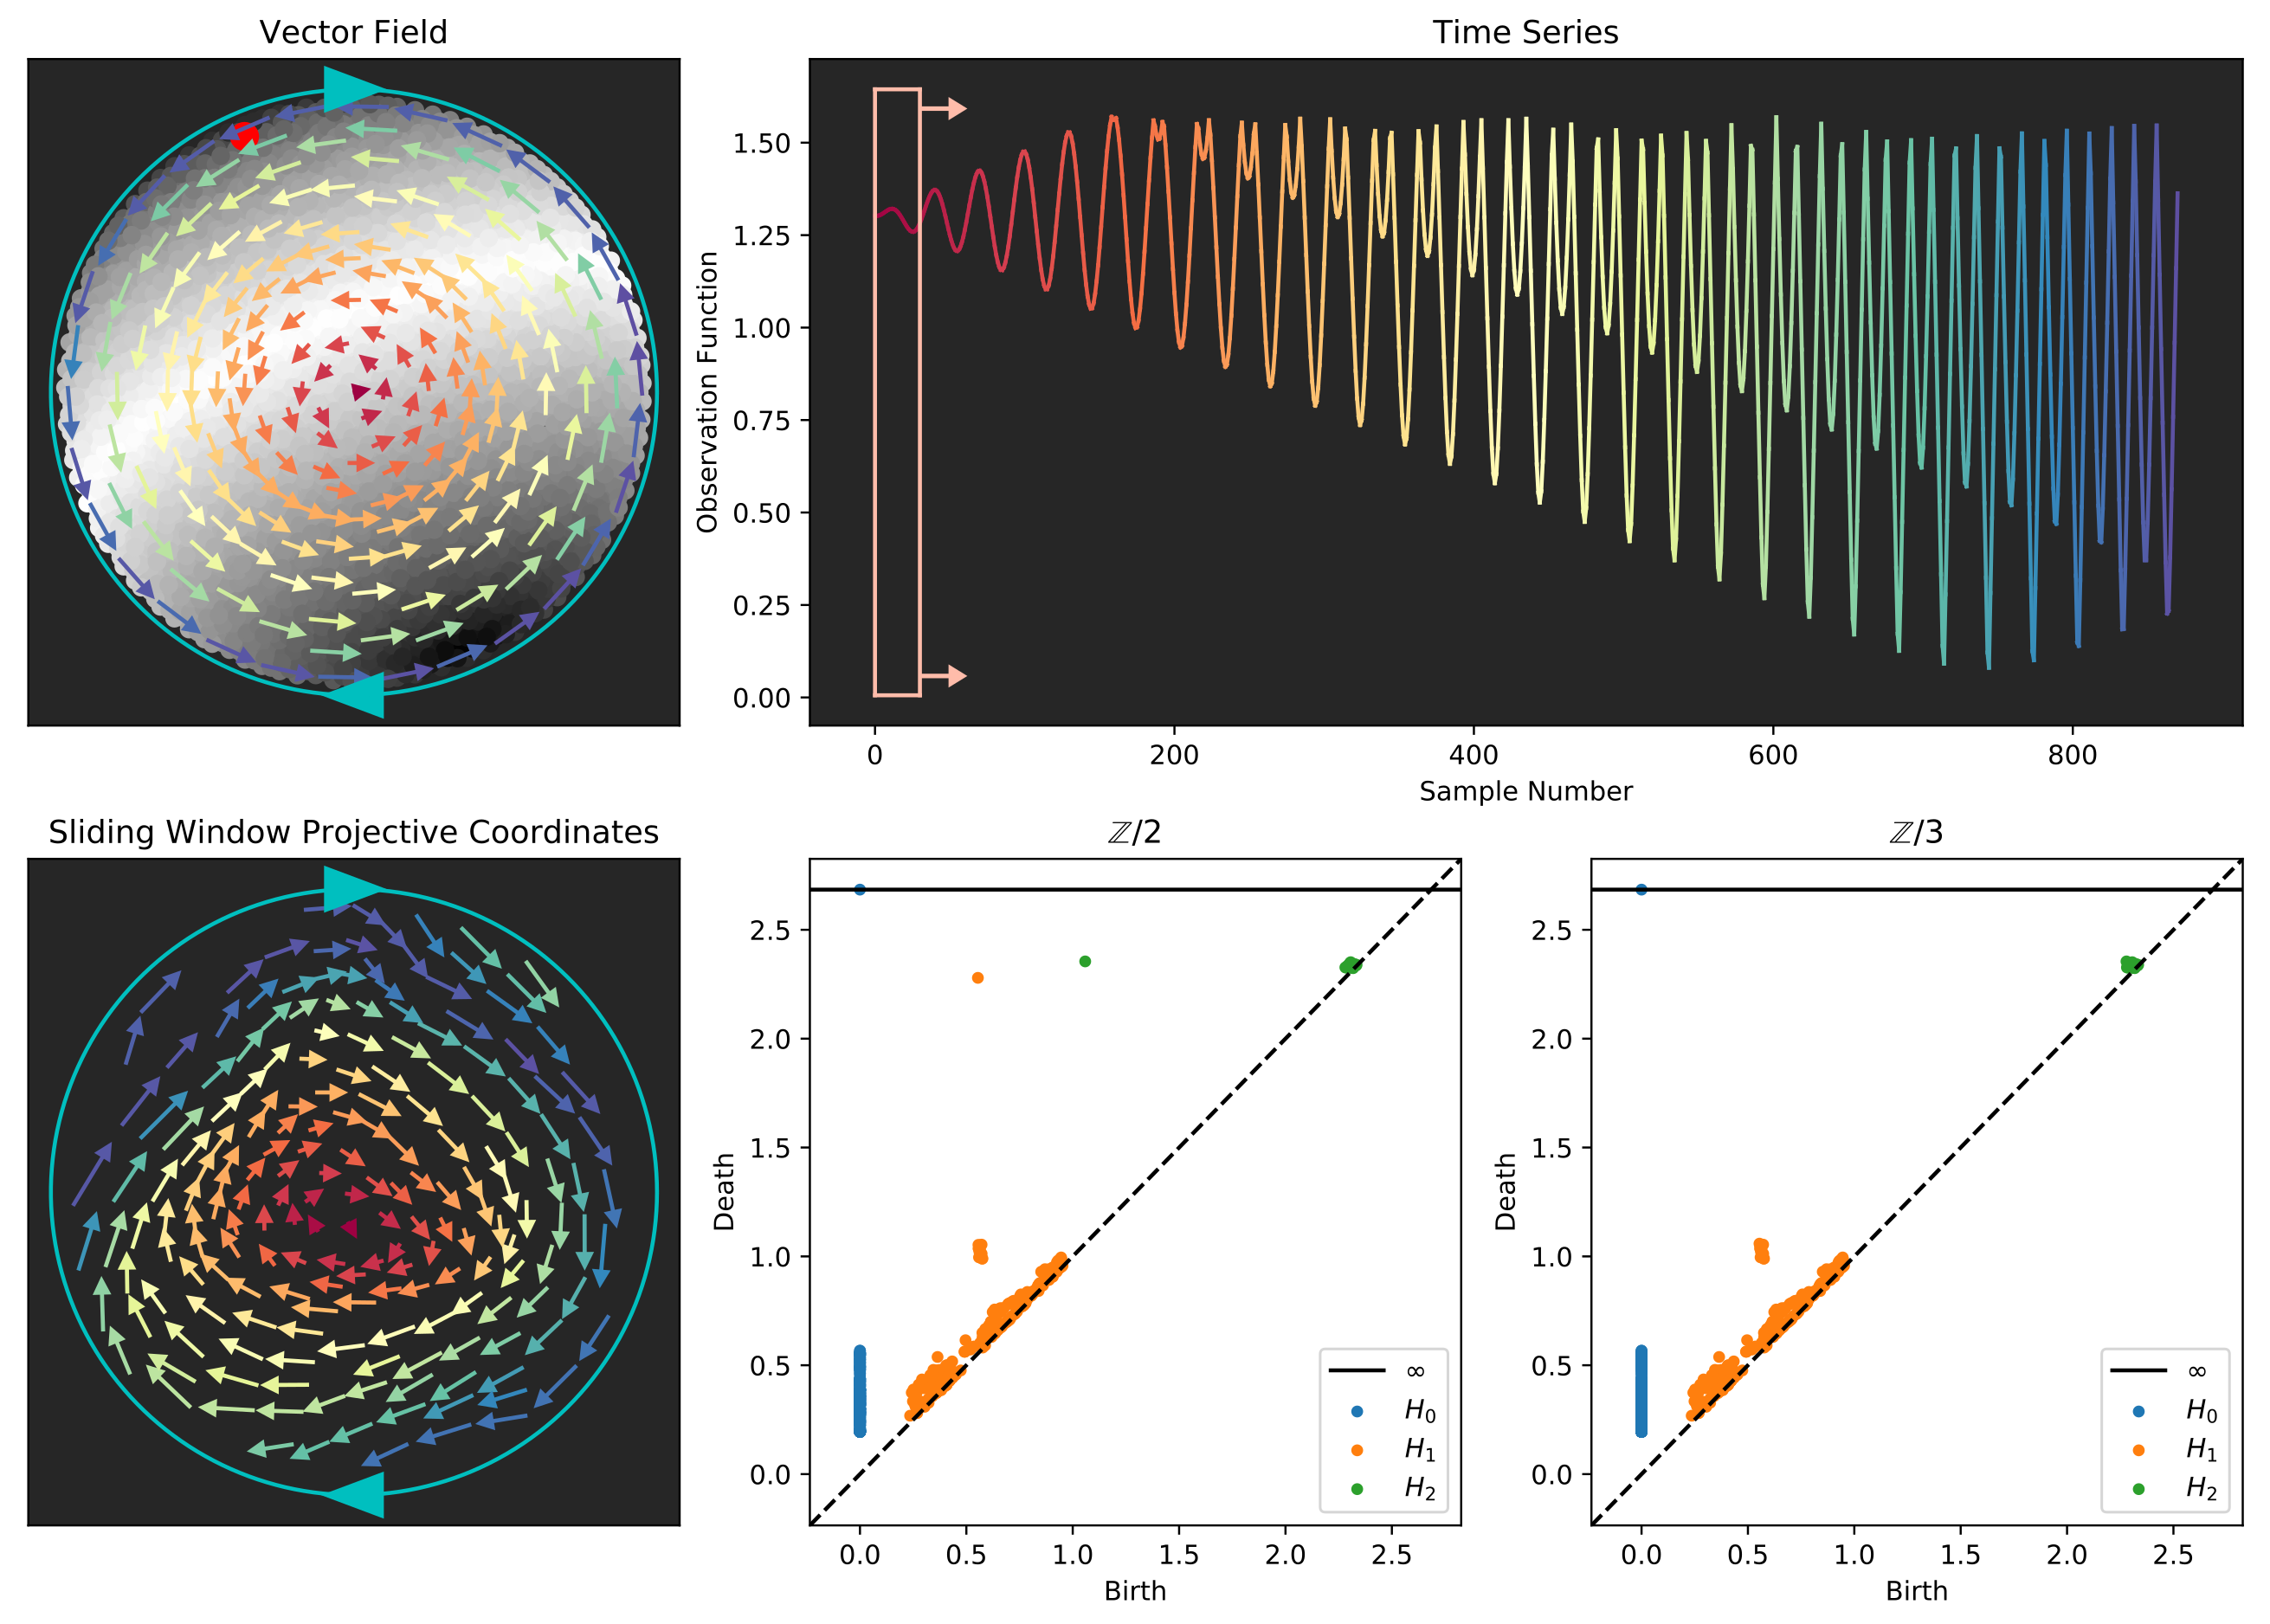 Vector Field
Time Series
Observation Function
1.50
1.25
1.00
0.75
0.50
0.25
0.00
0 200 400 600 800
Sample Number
Sliding Window Projective Coordinates
ℤ/2
Death
2.5
2.0
1.5
1.0
0.5
0.0
∞
H₀
H₁
H₂
0.0 0.5 1.0 1.5 2.0 2.5
Birth
ℤ/3
Death
2.5
2.0
1.5
1.0
0.5
0.0
∞
H₀
H₁
H₂
0.0 0.5 1.0 1.5 2.0 2.5
Birth